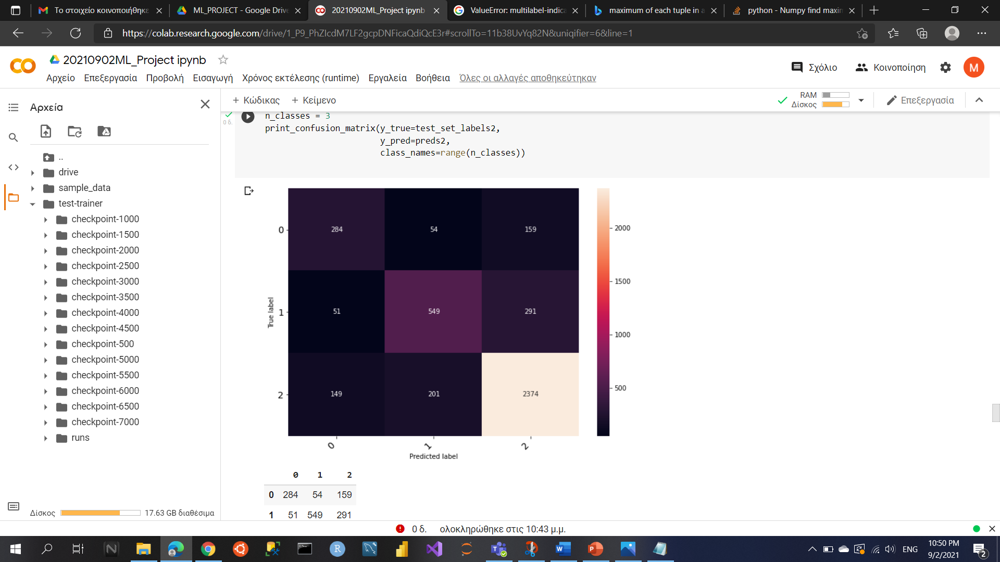 Το στοιχείο κοινοποιήθηκε
ML_PROJECT - Google Drive
20210902ML_Project ipynb
ValueError: multilabel-indica
maximum of each tuple in a
python - Numpy find maxim
https://colab.research.google.com/drive/1_P9_PhZIcdM7LF2gcpDNFicaQdiQcE3r#scrollTo=11b38UvYq82N&uniqifier=6&line=1
20210902ML_Project ipynb
Σχόλιο
Κοινοποίηση
M
Αρχείο Επεξεργασία Προβολή Εισαγωγή Χρόνος εκτέλεσης (runtime) Εργαλεία Βοήθεια Όλες οι αλλαγές αποθηκεύτηκαν
Αρχεία
+ Κώδικας + Κείμενο
RAM
Δίσκος
Επεξεργασία
0 δ.
n_classes = 3
print_confusion_matrix(y_true=test_set_labels2,
y_pred=preds2,
class_names=range(n_classes))
..
drive
sample_data
test-trainer
checkpoint-1000
checkpoint-1500
checkpoint-2000
checkpoint-2500
checkpoint-3000
checkpoint-3500
checkpoint-4000
checkpoint-4500
checkpoint-500
checkpoint-5000
checkpoint-5500
checkpoint-6000
checkpoint-6500
checkpoint-7000
runs
Δίσκος 17.63 GB διαθέσιμα
True label
0 284 54 159
1 51 549 291
2 149 201 2374
0 1 2
Predicted label
2000
1500
1000
500
0 1 2
0 284 54 159
1 51 549 291
0 δ. ολοκληρώθηκε στις 10:43 μ.μ.
ENG
10:50 PM
9/2/2021
2